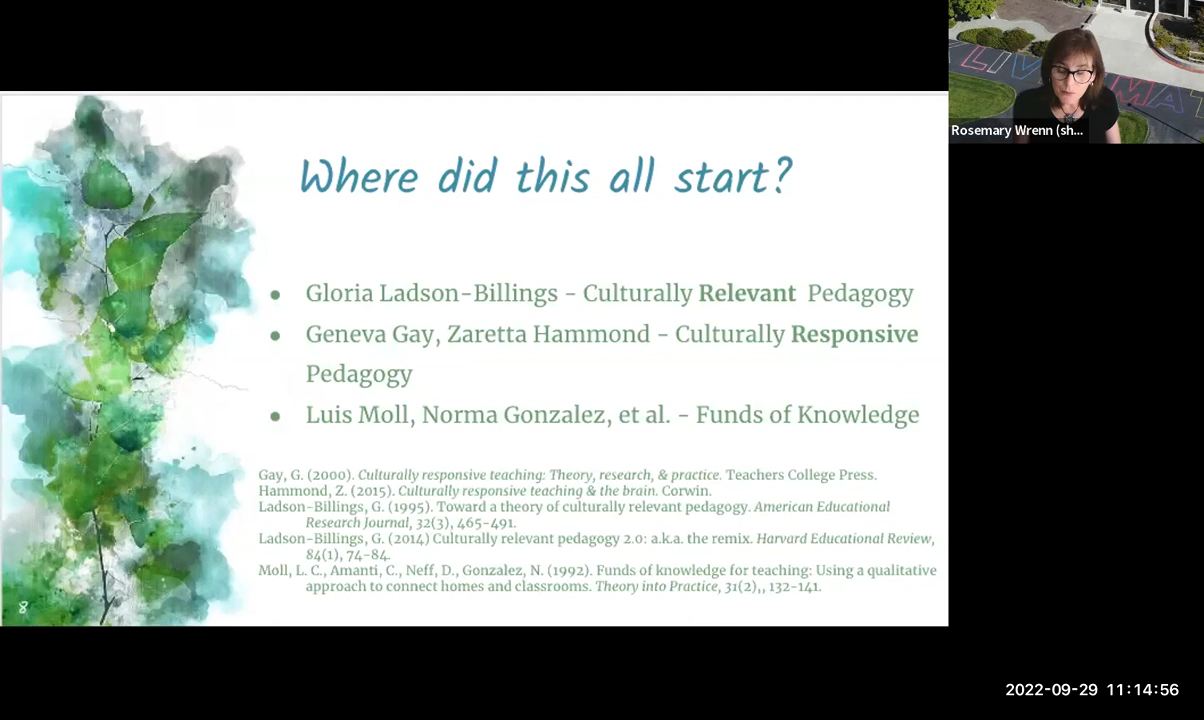 Where did this all start?
• Gloria Ladson-Billings - Culturally Relevant Pedagogy
• Geneva Gay, Zaretta Hammond - Culturally Responsive
Pedagogy
• Luis Moll, Norma Gonzalez, et al. - Funds of Knowledge
Gay, G. (2000). Culturally responsive teaching: Theory, research, & practice. Teachers College Press.
Hammond, Z. (2015). Culturally responsive teaching & the brain. Corwin.
Ladson-Billings, G. (1995). Toward a theory of culturally relevant pedagogy. American Educational
Research Journal, 32(3), 465-491.
Ladson-Billings, G. (2014) Culturally relevant pedagogy 2.0: a.k.a. the remix. Harvard Educational Review,
84(1), 74-84.
Moll, L. C., Amanti, C., Neff, D., Gonzalez, N. (1992). Funds of knowledge for teaching: Using a qualitative
approach to connect homes and classrooms. Theory into Practice, 31(2),, 132-141.
8
LIV MAT
Rosemary Wrenn (sh...
2022-09-29 11:14:56